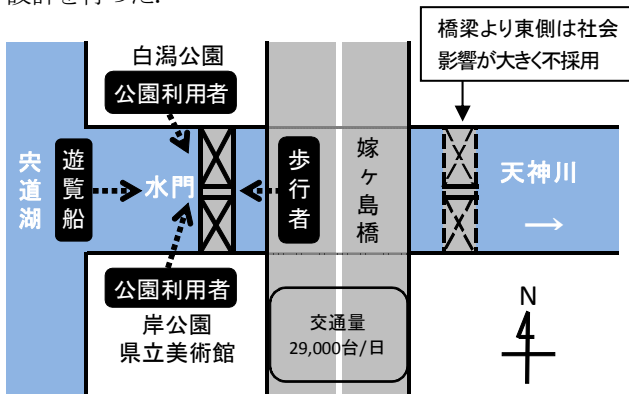 設計を行った.
橋梁より東側は社会
影響が大きく不採用
白潟公園
公園利用者
宍道湖
遊覧船
水門
歩行者
嫁ヶ島橋
天神川
公園利用者
岸公園
県立美術館
交通量
29,000台/日
N